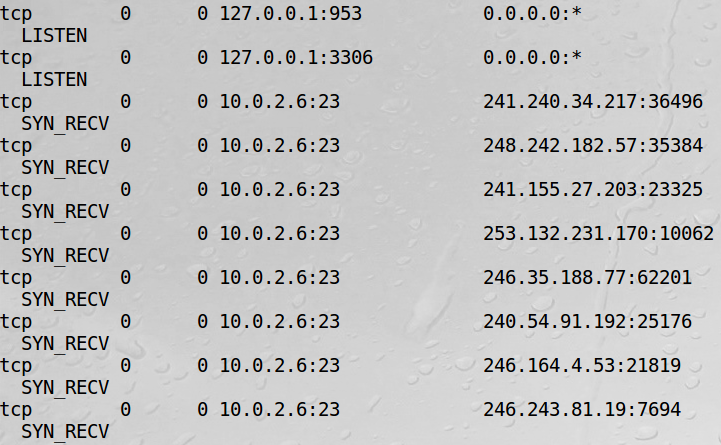 tcp 0 0 127.0.0.1:953 0.0.0.0:*
LISTEN
tcp 0 0 127.0.0.1:3306 0.0.0.0:*
LISTEN
tcp 0 0 10.0.2.6:23 241.240.34.217:36496
SYN_RECV
tcp 0 0 10.0.2.6:23 248.242.182.57:35384
SYN_RECV
tcp 0 0 10.0.2.6:23 241.155.27.203:23325
SYN_RECV
tcp 0 0 10.0.2.6:23 253.132.231.170:10062
SYN_RECV
tcp 0 0 10.0.2.6:23 246.35.188.77:62201
SYN_RECV
tcp 0 0 10.0.2.6:23 240.54.91.192:25176
SYN_RECV
tcp 0 0 10.0.2.6:23 246.164.4.53:21819
SYN_RECV
tcp 0 0 10.0.2.6:23 246.243.81.19:7694
SYN_RECV